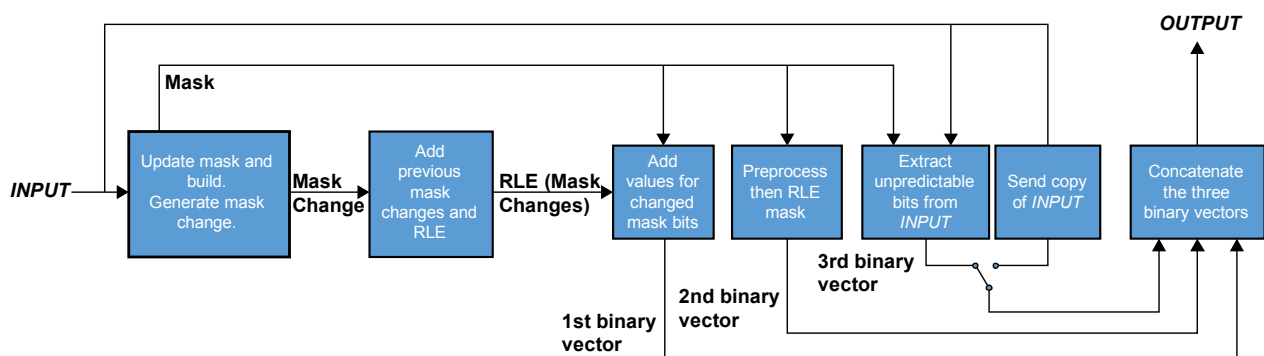 OUTPUT
Mask
INPUT
Update mask and
build.
Generate mask
change.
Mask
Change
Add
previous
mask
changes and
RLE
RLE (Mask
Changes)
Add
values for
changed
mask bits
Preprocess
then RLE
mask
Extract
unpredictable
bits from
INPUT
Send copy
of INPUT
Concatenate
the three
binary vectors
3rd binary
vector
2nd binary
vector
1st binary
vector